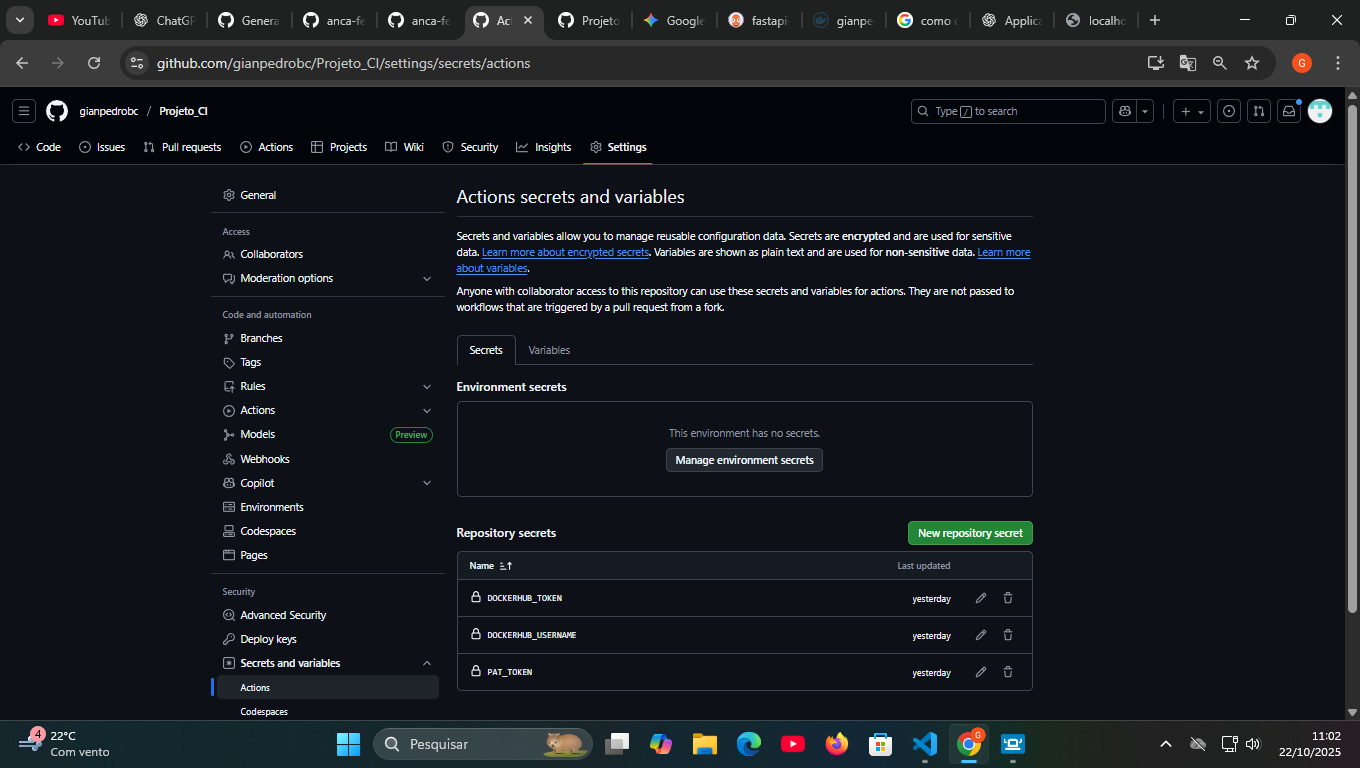 YouTub
ChatGP
Genera
anca-fe
anca-fe
Ac
Projeto
Google
fastapi-
gianpe
como c
Applica
localho
github.com/gianpedrobc/Projeto_CI/settings/secrets/actions
G
gianpedrobc / Projeto_CI
Type / to search
Code
Issues
Pull requests
Actions
Projects
Wiki
Security
Insights
Settings
General
Access
Collaborators
Moderation options
Code and automation
Branches
Tags
Rules
Actions
Models
Preview
Webhooks
Copilot
Environments
Codespaces
Pages
Security
Advanced Security
Deploy keys
Secrets and variables
Actions
Codespaces
Actions secrets and variables
Secrets and variables allow you to manage reusable configuration data. Secrets are encrypted and are used for sensitive
data. Learn more about encrypted secrets. Variables are shown as plain text and are used for non-sensitive data. Learn more
about variables.
Anyone with collaborator access to this repository can use these secrets and variables for actions. They are not passed to
workflows that are triggered by a pull request from a fork.
Secrets
Variables
Environment secrets
This environment has no secrets.
Manage environment secrets
Repository secrets
New repository secret
Name
Last updated
DOCKERHUB_TOKEN
yesterday
DOCKERHUB_USERNAME
yesterday
PAT_TOKEN
yesterday
4
22°C
Com vento
Pesquisar
G
11:02
22/10/2025